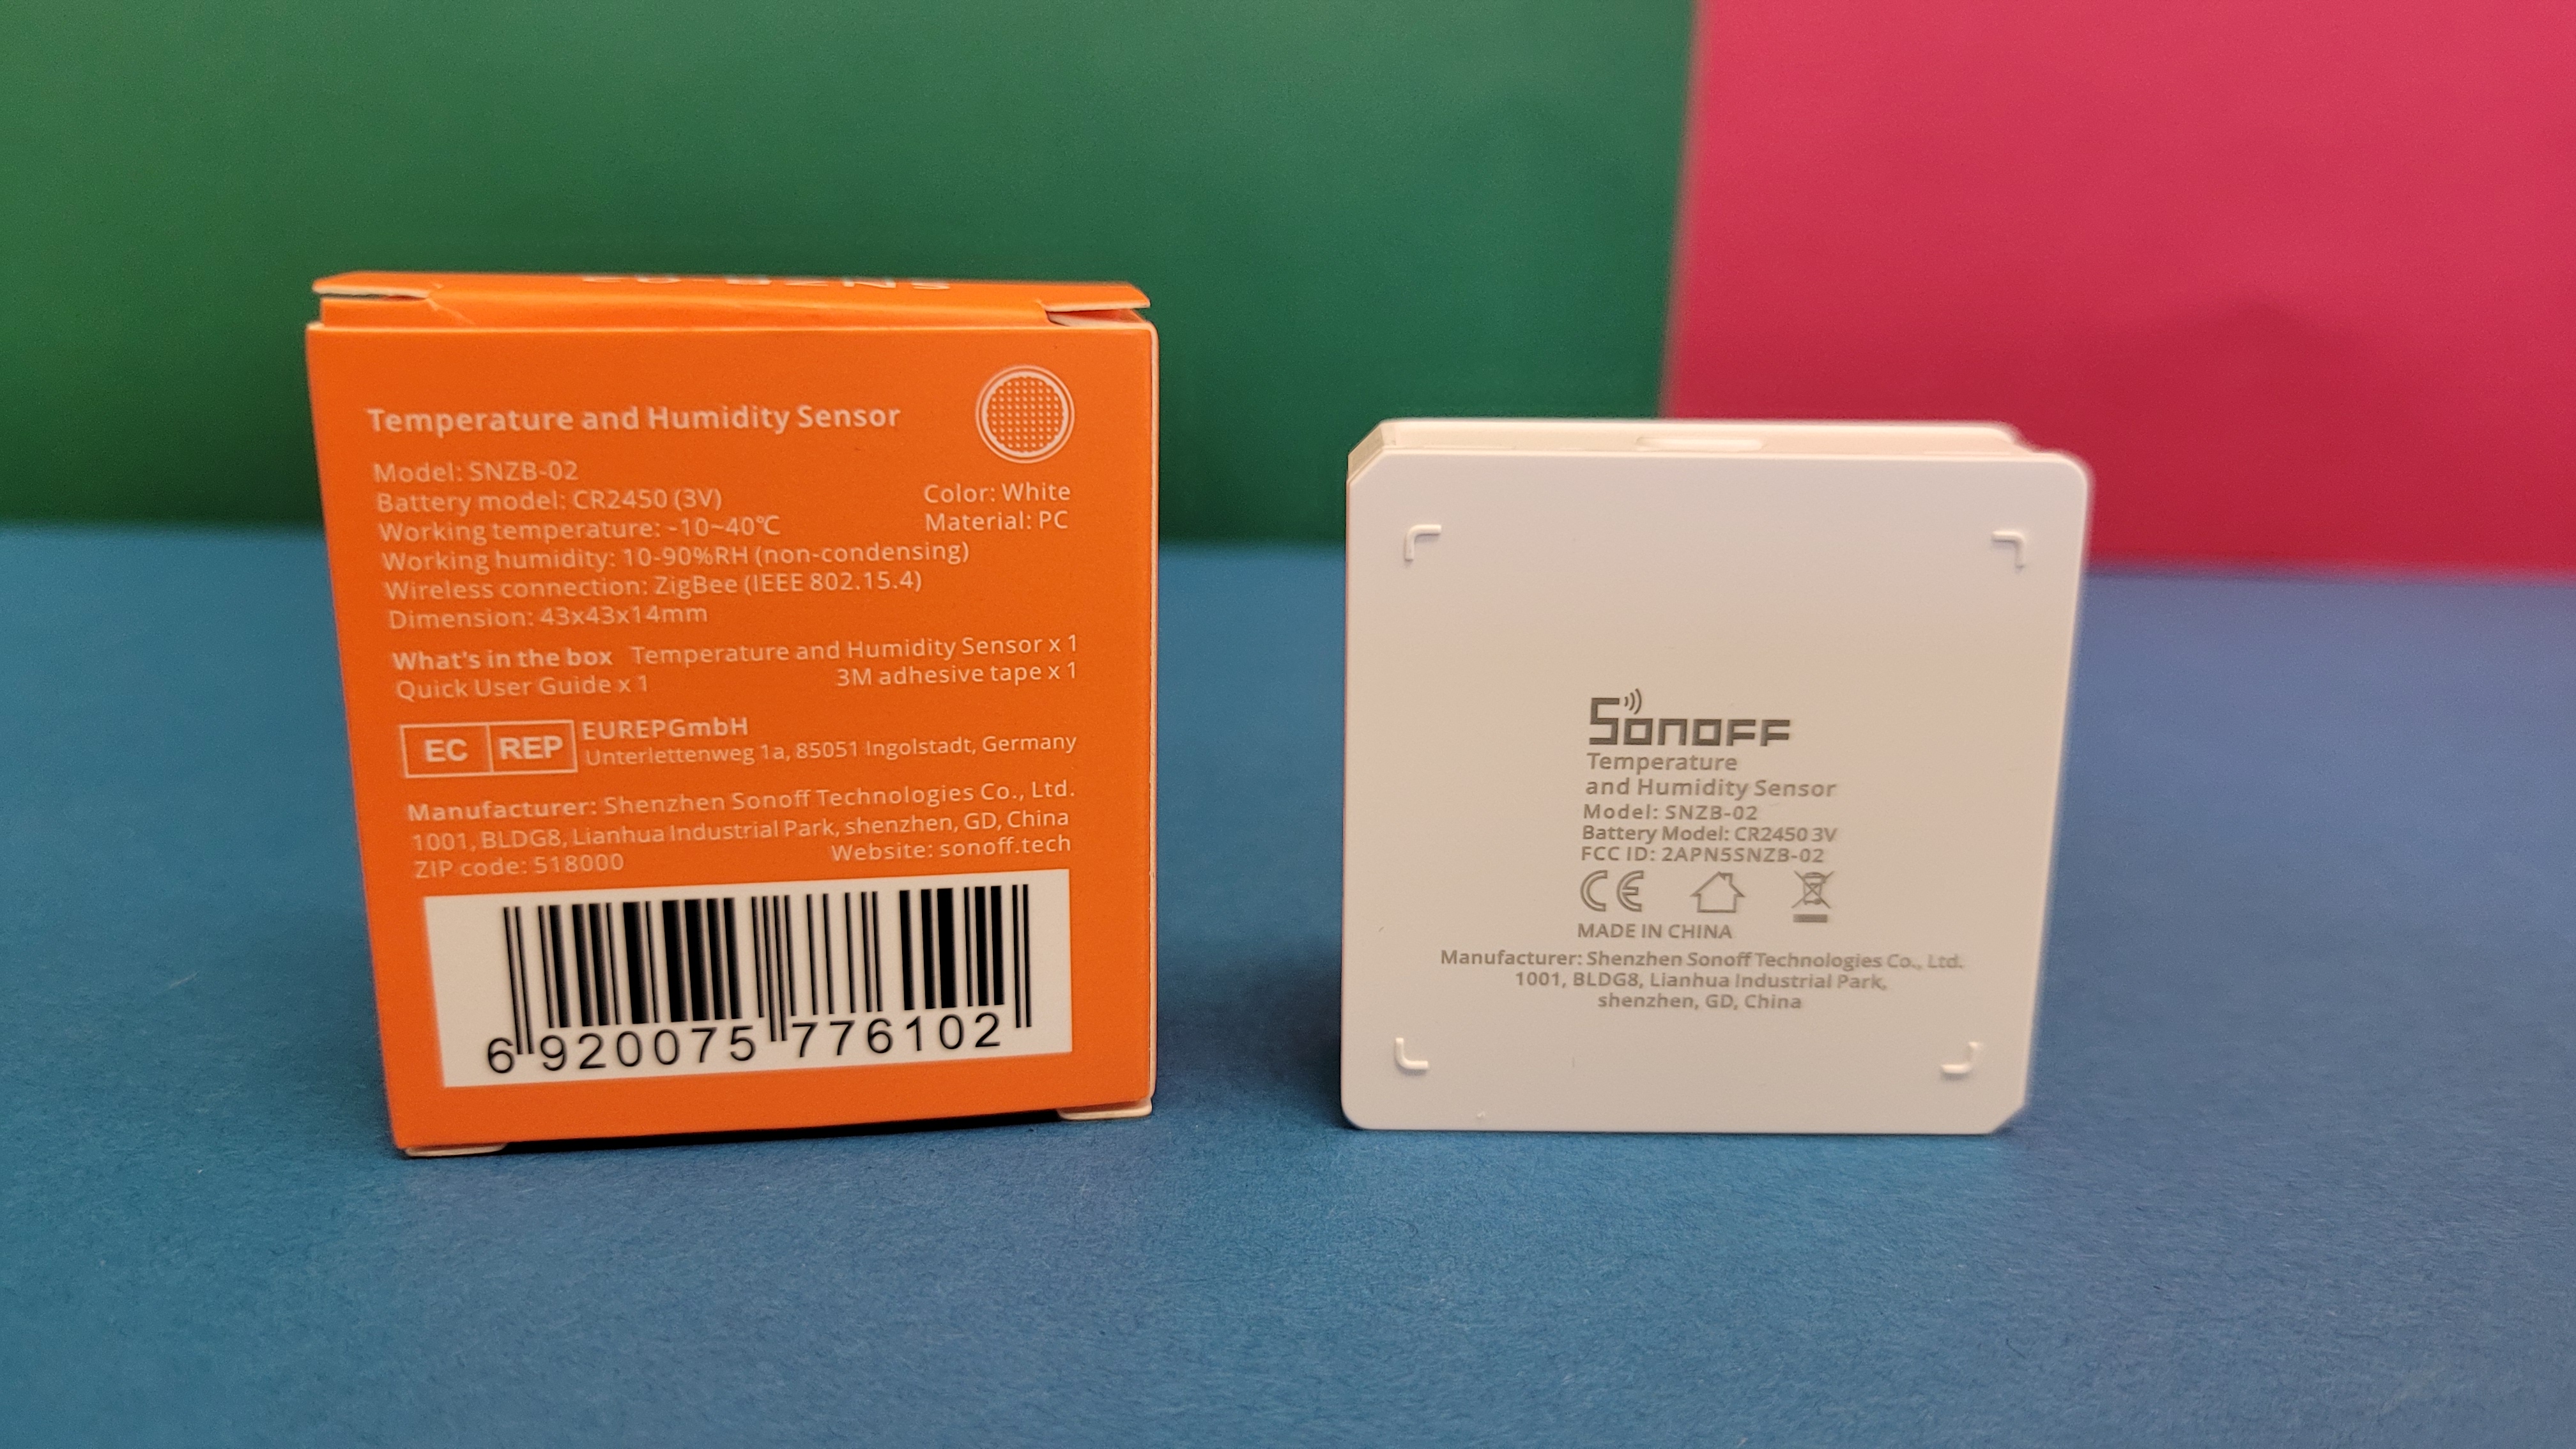 Temperature and Humidity Sensor
Model: SNZB-02
Battery model: CR2450 (3V)
Color: White
Working temperature: -10~40℃
Material: PC
Working humidity: 10-90%RH (non-condensing)
Wireless connection: ZigBee (IEEE 802.15.4)
Dimension: 43x43x14mm
What's in the box Temperature and Humidity Sensor x 1
Quick User Guide x 1 3M adhesive tape x 1
EC REP
EUREPGmbH
Unterlettenweg 1a, 85051 Ingolstadt, Germany
Manufacturer: Shenzhen Sonoff Technologies Co., Ltd.
1001, BLDG8, Lianhua Industrial Park, shenzhen, GD, China
ZIP code: 518000 Website: sonoff.tech
6 920075 776102
SONOFF
Temperature
and Humidity Sensor
Model: SNZB-02
Battery Model: CR2450 3V
FCC ID: 2APN5SNZB-02
CE
MADE IN CHINA
Manufacturer: Shenzhen Sonoff Technologies Co., Ltd.
1001, BLDG8, Lianhua Industrial Park,
shenzhen, GD, China